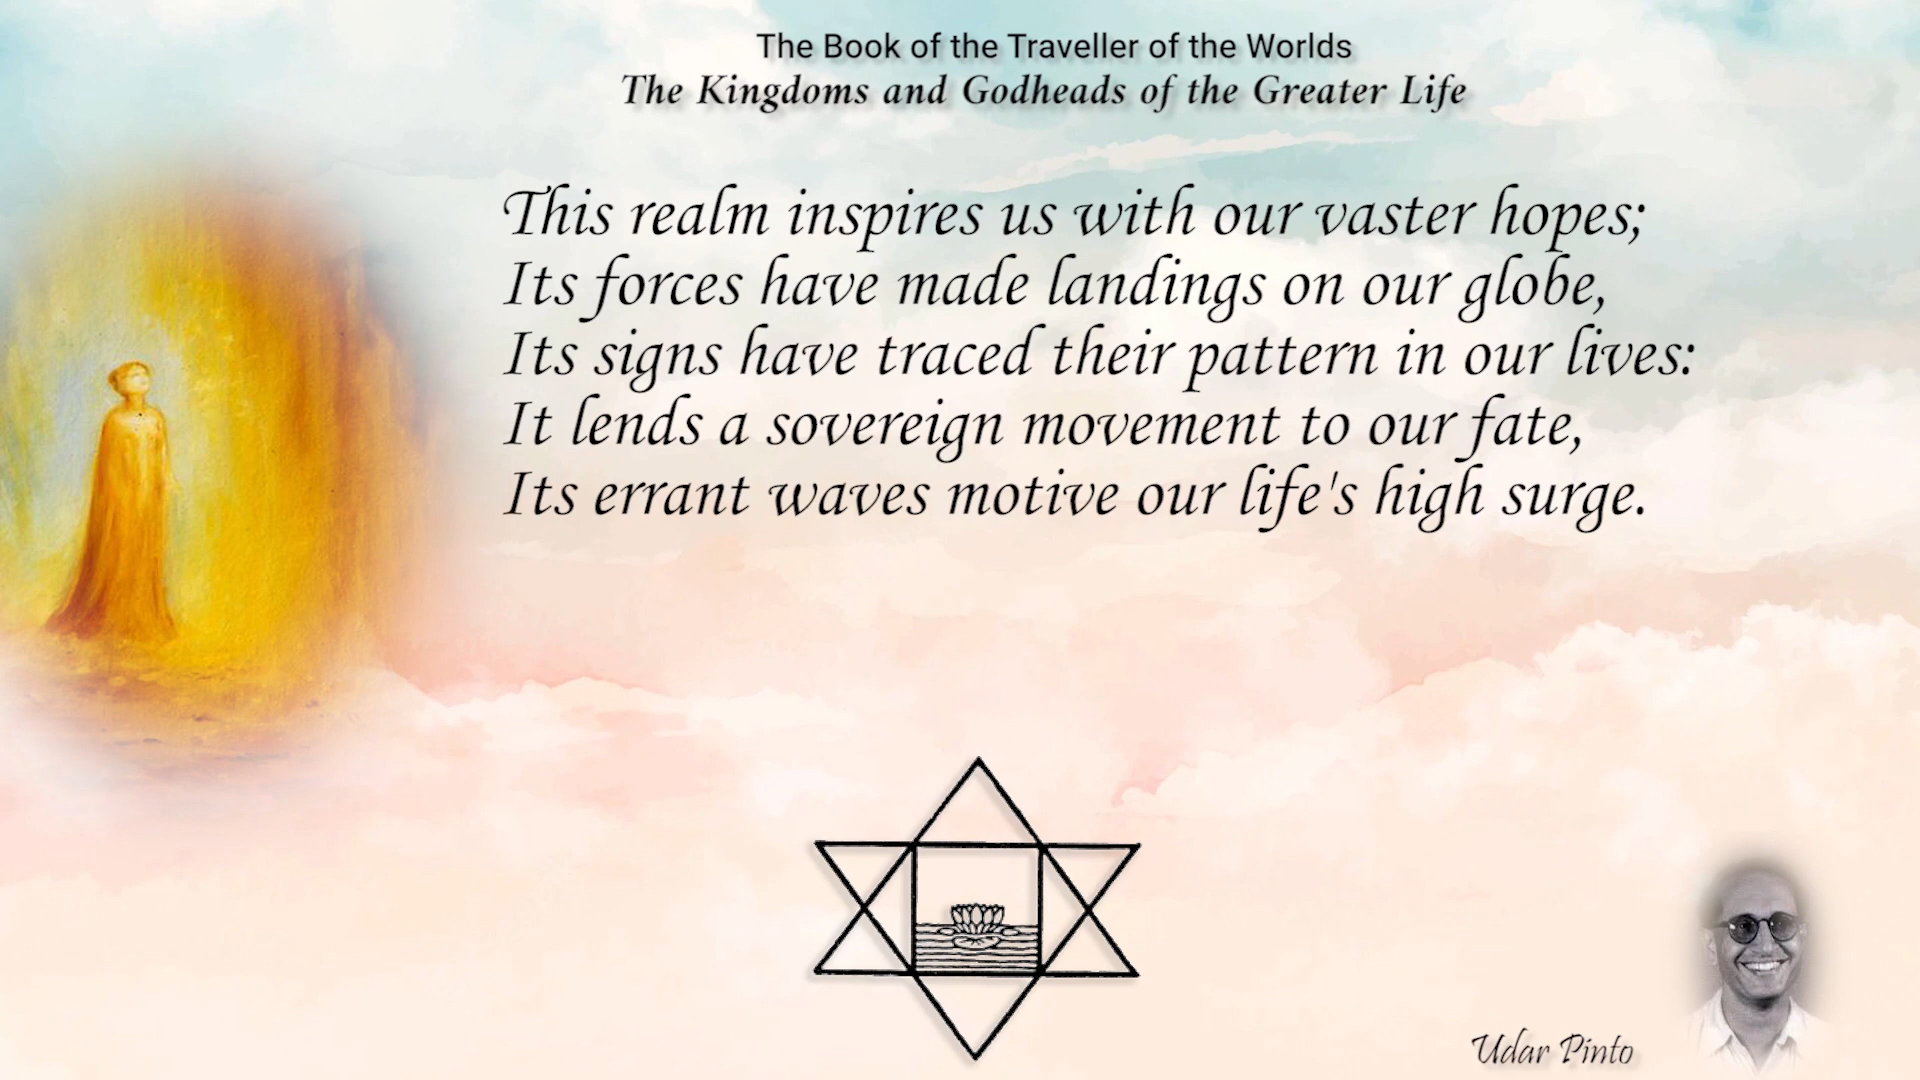 The Book of the Traveller of the Worlds
The Kingdoms and Godheads of the Greater Life
This realm inspires us with our vaster hopes;
Its forces have made landings on our globe,
Its signs have traced their pattern in our lives:
It lends a sovereign movement to our fate,
Its errant waves motive our life's high surge.
Udar Pinto